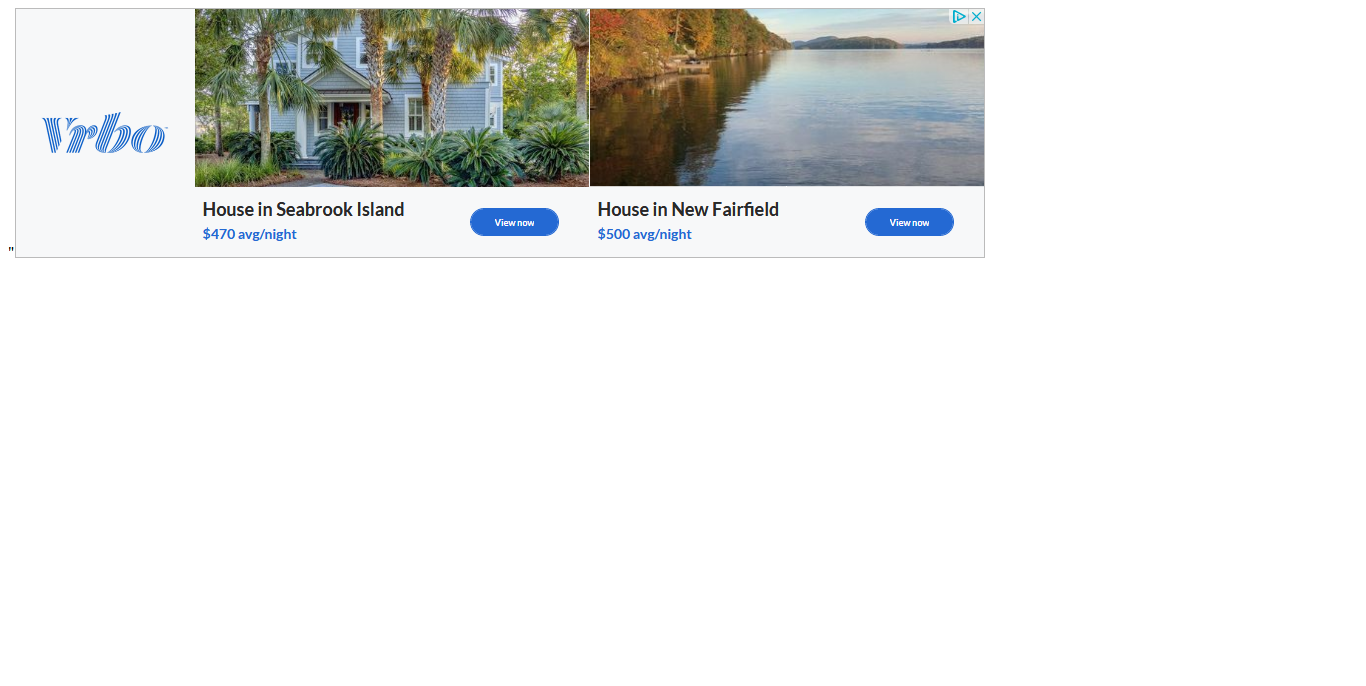 Vrbo
House in Seabrook Island
$470 avg/night
View now
House in New Fairfield
$500 avg/night
View now
"